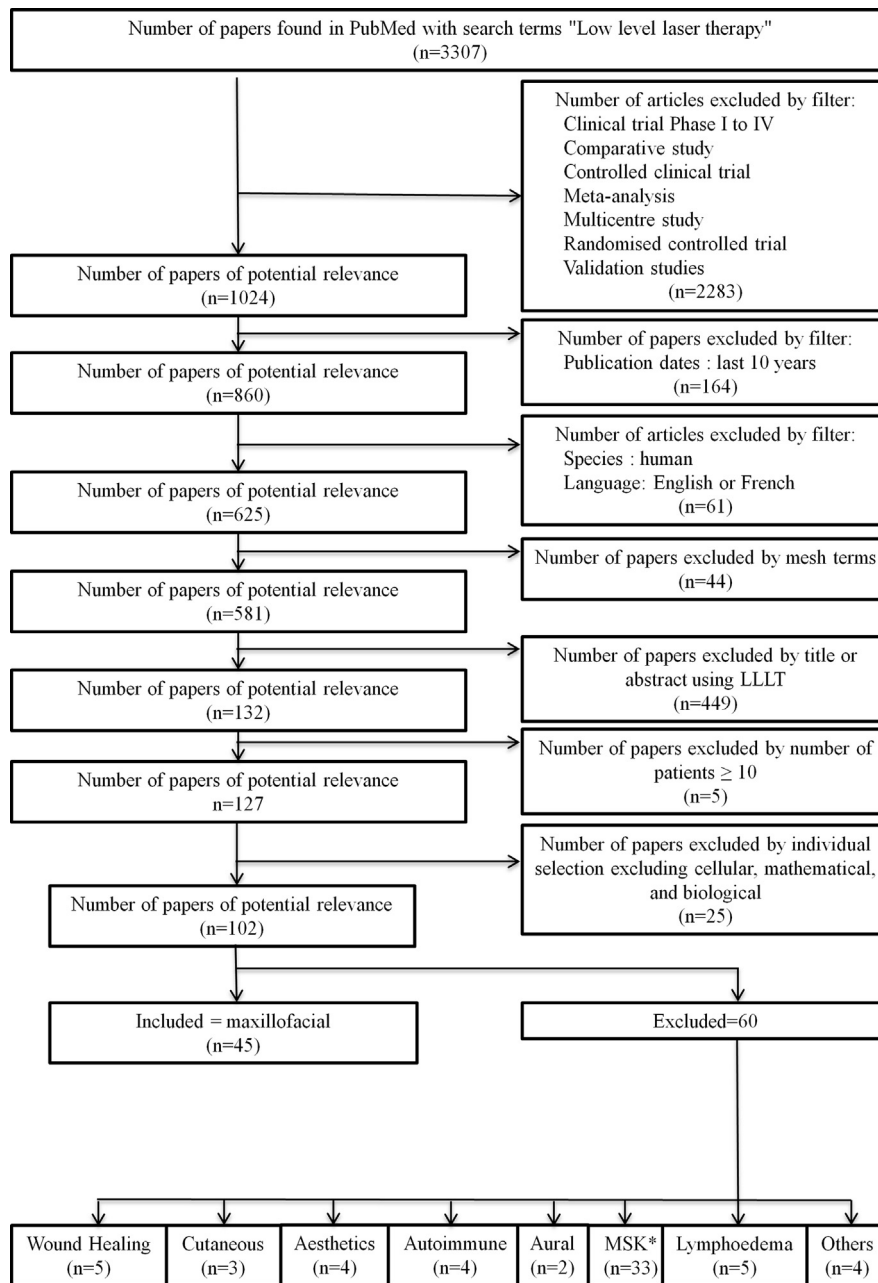 Number of papers found in PubMed with search terms "Low level laser therapy"
(n=3307)
Number of articles excluded by filter:
Clinical trial Phase I to IV
Comparative study
Controlled clinical trial
Meta-analysis
Multicentre study
Randomised controlled trial
Validation studies
(n=2283)
Number of papers of potential relevance
(n=1024)
Number of papers excluded by filter:
Publication dates : last 10 years
(n=164)
Number of papers of potential relevance
(n=860)
Number of articles excluded by filter:
Species : human
Language: English or French
(n=61)
Number of papers of potential relevance
(n=625)
Number of papers excluded by mesh terms
(n=44)
Number of papers of potential relevance
(n=581)
Number of papers excluded by title or
abstract using LLLT
(n=449)
Number of papers of potential relevance
(n=132)
Number of papers excluded by number of
patients ≥ 10
(n=5)
Number of papers of potential relevance
n=127
Number of papers excluded by individual
selection excluding cellular, mathematical,
and biological
(n=25)
Number of papers of potential relevance
(n=102)
Included = maxillofacial
(n=45)
Excluded=60
Wound Healing
(n=5)
Cutaneous
(n=3)
Aesthetics
(n=4)
Autoimmune
(n=4)
Aural
(n=2)
MSK*
(n=33)
Lymphoedema
(n=5)
Others
(n=4)